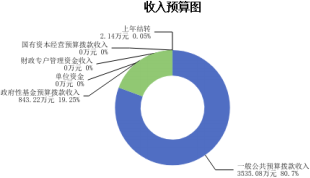 收入预算图
上年结转
2.14万元 0.05%
国有资本经营预算拨款收入
0万元 0%
财政专户管理资金收入
0万元 0%
单位资金
0万元 0%
政府性基金预算拨款收入
843.22万元 19.25%
一般公共预算拨款收入
3535.08万元 80.7%